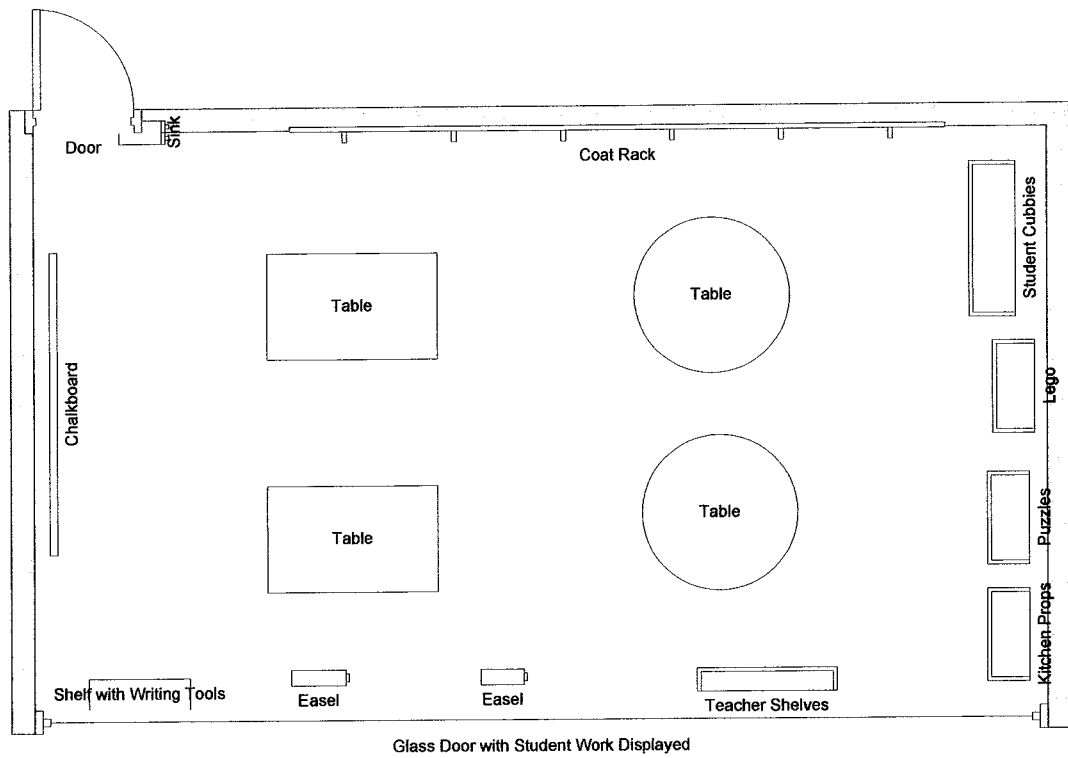 Door
Sink
Coat Rack
Student Cubbies
Table
Table
Chalkboard
Lego
Table
Table
Puzzles
Kitchen Props
Shelf with Writing Tools
Easel
Easel
Teacher Shelves
Glass Door with Student Work Displayed